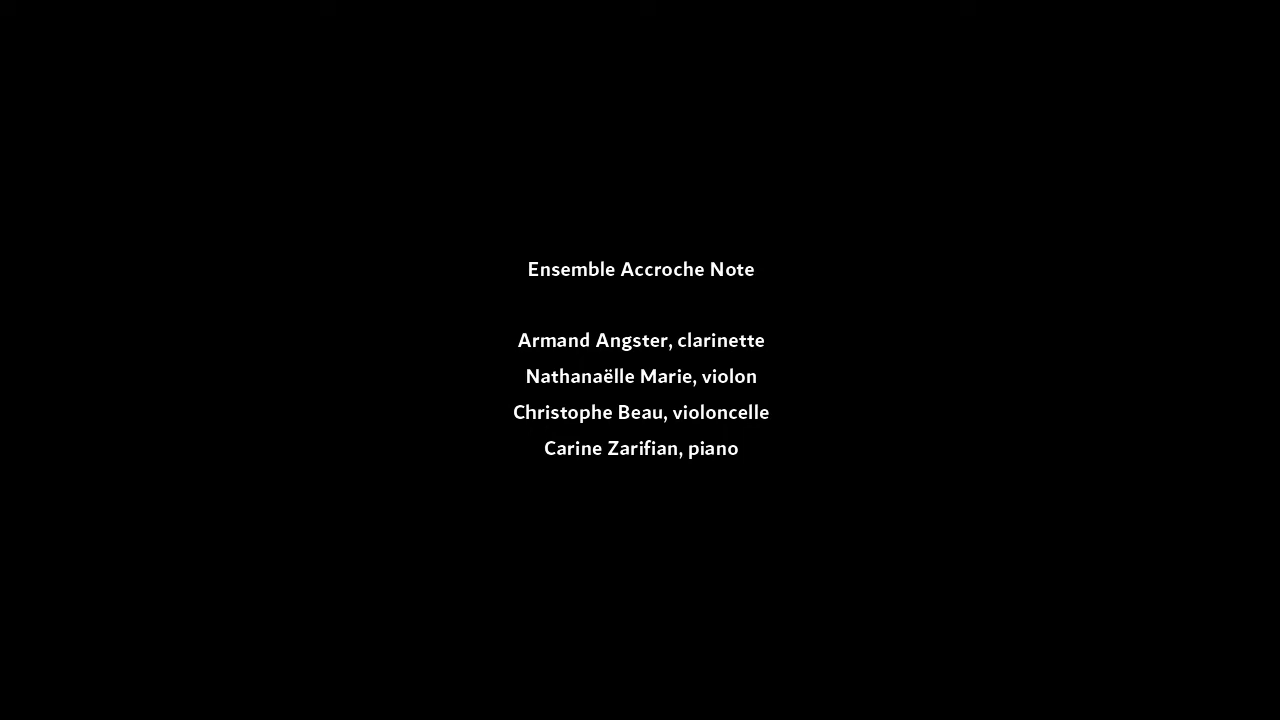 Ensemble Accroche Note
Armand Angster, clarinette
Nathanaëlle Marie, violon
Christophe Beau, violoncelle
Carine Zarifian, piano